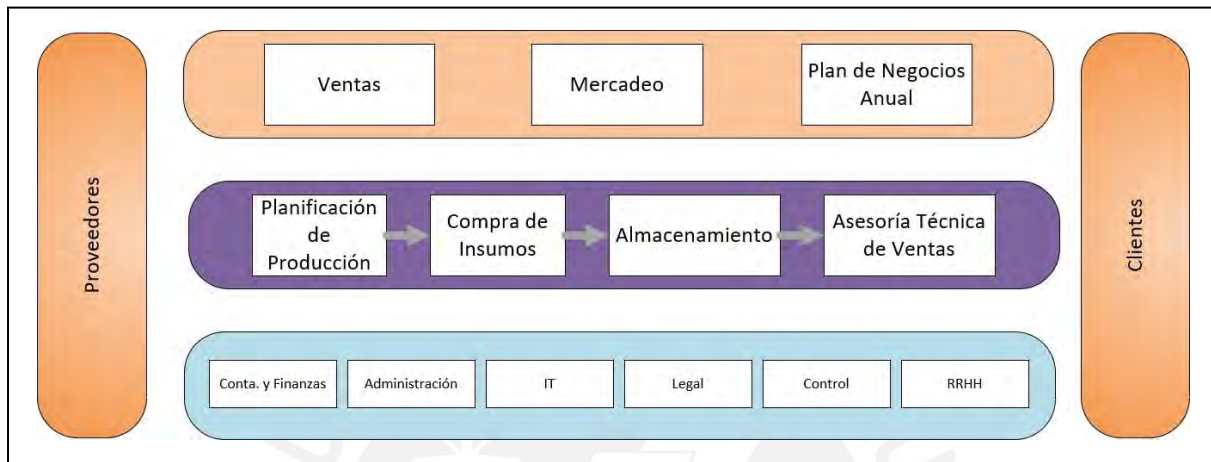 Proveedores
Ventas
Mercadeo
Plan de Negocios
Anual
Planificación
de
Producción
Compra de
Insumos
Almacenamiento
Asesoría Técnica
de Ventas
Conta. y Finanzas
Administración
IT
Legal
Control
RRHH
Clientes